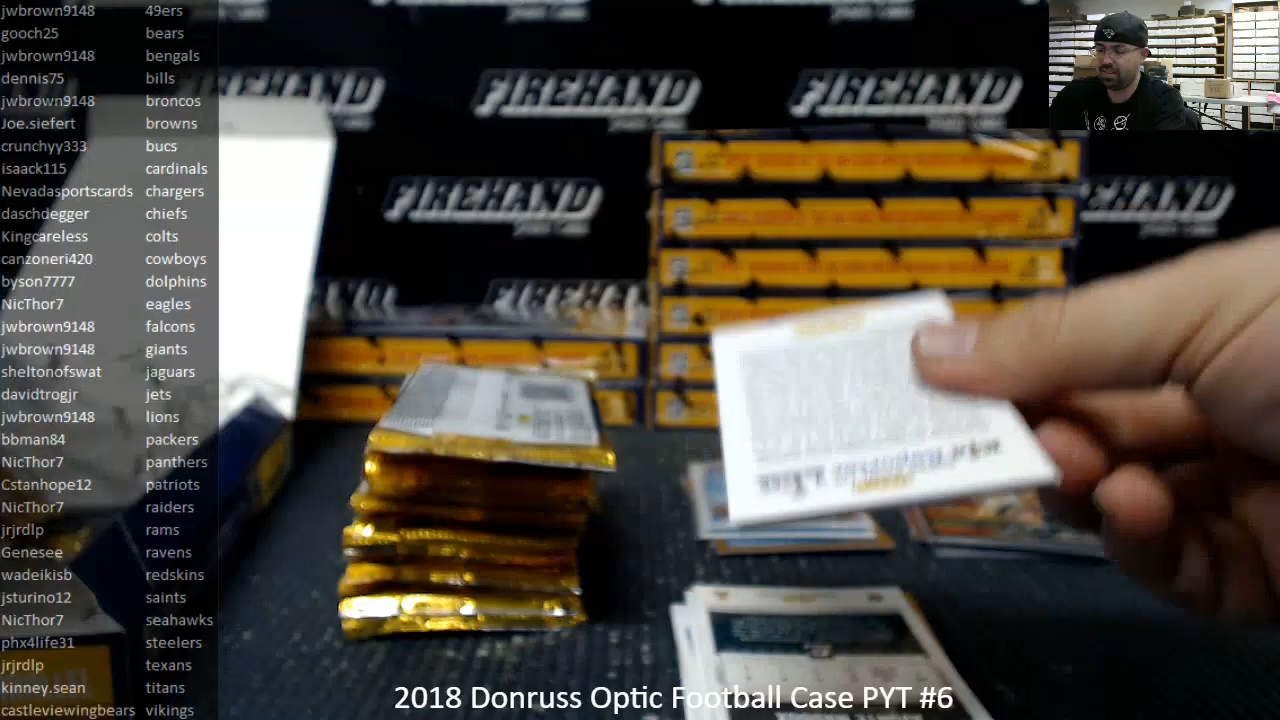 jwbrown9148 49ers
gooch25 bears
jwbrown9148 bengals
dennis75 bills
jwbrown9148 broncos
Joe.siefert browns
crunchyy333 bucs
isaack115 cardinals
Nevadasportscards chargers
daschdegger chiefs
Kingcareless colts
canzoneri420 cowboys
byson7777 dolphins
NicThor7 eagles
jwbrown9148 falcons
jwbrown9148 giants
sheltonofswat jaguars
davidtrogjr jets
jwbrown9148 lions
bbman84 packers
NicThor7 panthers
Cstanhope12 patriots
NicThor7 raiders
jrjrdlp rams
Genesee ravens
wadeikisb redskins
jsturino12 saints
NicThor7 seahawks
phx4life31 steelers
jrjrdlp texans
kinney.sean titans
castleviewingbears vikings
FIREHAND
FIREHAND
FIREHAND
FIREHAND
FIREHAND
2018 Donruss Optic Football Case PYT #6